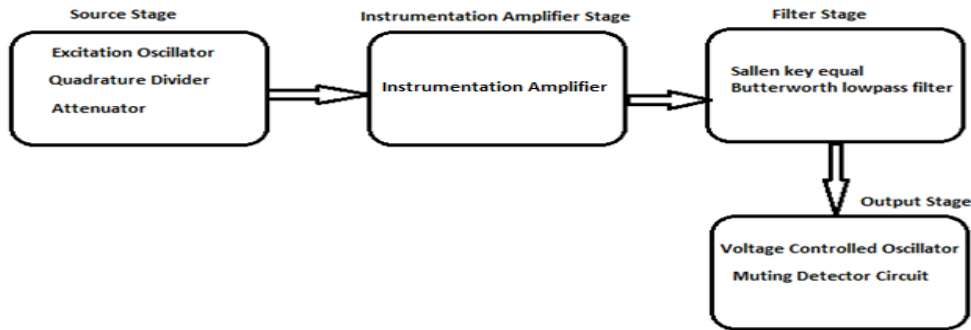 Source Stage
Excitation Oscillator
Quadrature Divider
Attenuator
Instrumentation Amplifier Stage
Instrumentation Amplifier
Filter Stage
Sallen key equal
Butterworth lowpass filter
Output Stage
Voltage Controlled Oscillator
Muting Detector Circuit